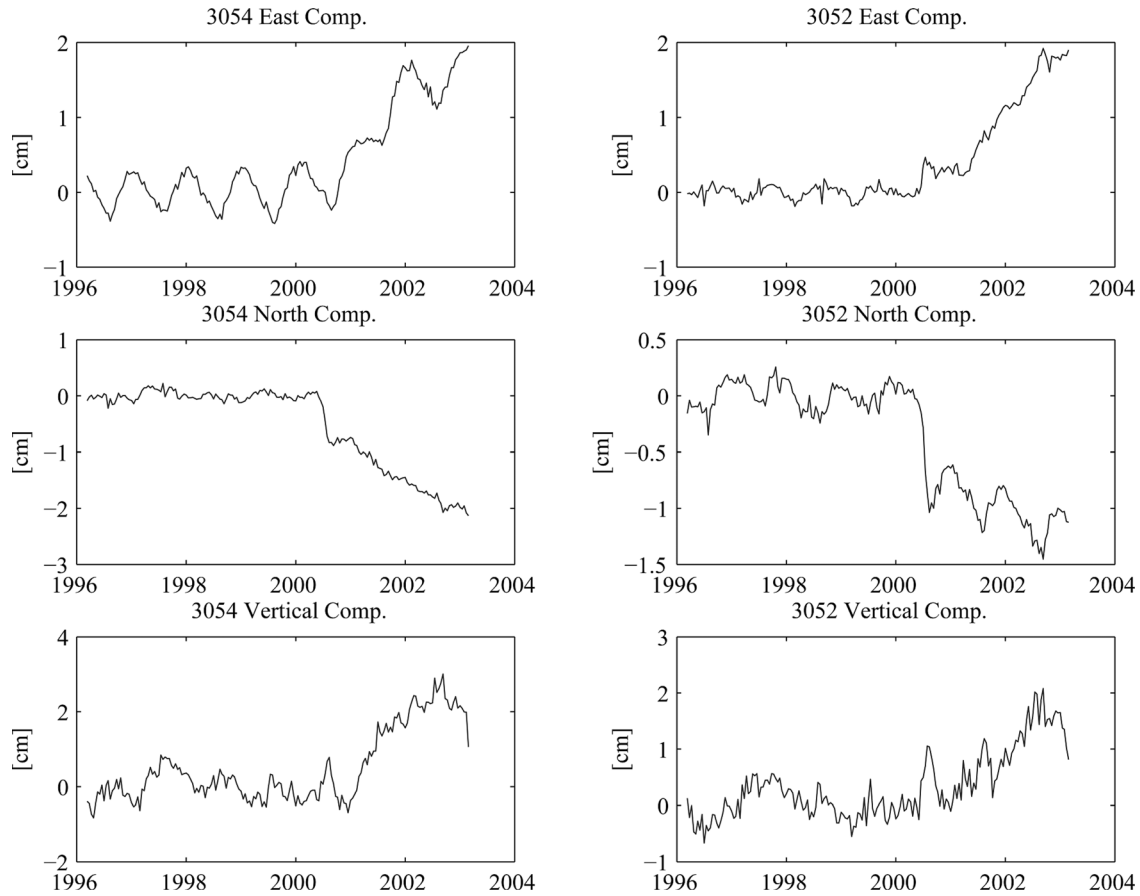 3054 East Comp.
2
1
0
−1
[cm]
1996 1998 2000 2002 2004
3052 East Comp.
2
1
0
−1
[cm]
1996 1998 2000 2002 2004
3054 North Comp.
1
0
−1
−2
−3
[cm]
1996 1998 2000 2002 2004
3052 North Comp.
0.5
0
−0.5
−1
−1.5
[cm]
1996 1998 2000 2002 2004
3054 Vertical Comp.
4
2
0
−2
[cm]
1996 1998 2000 2002 2004
3052 Vertical Comp.
3
2
1
0
−1
[cm]
1996 1998 2000 2002 2004